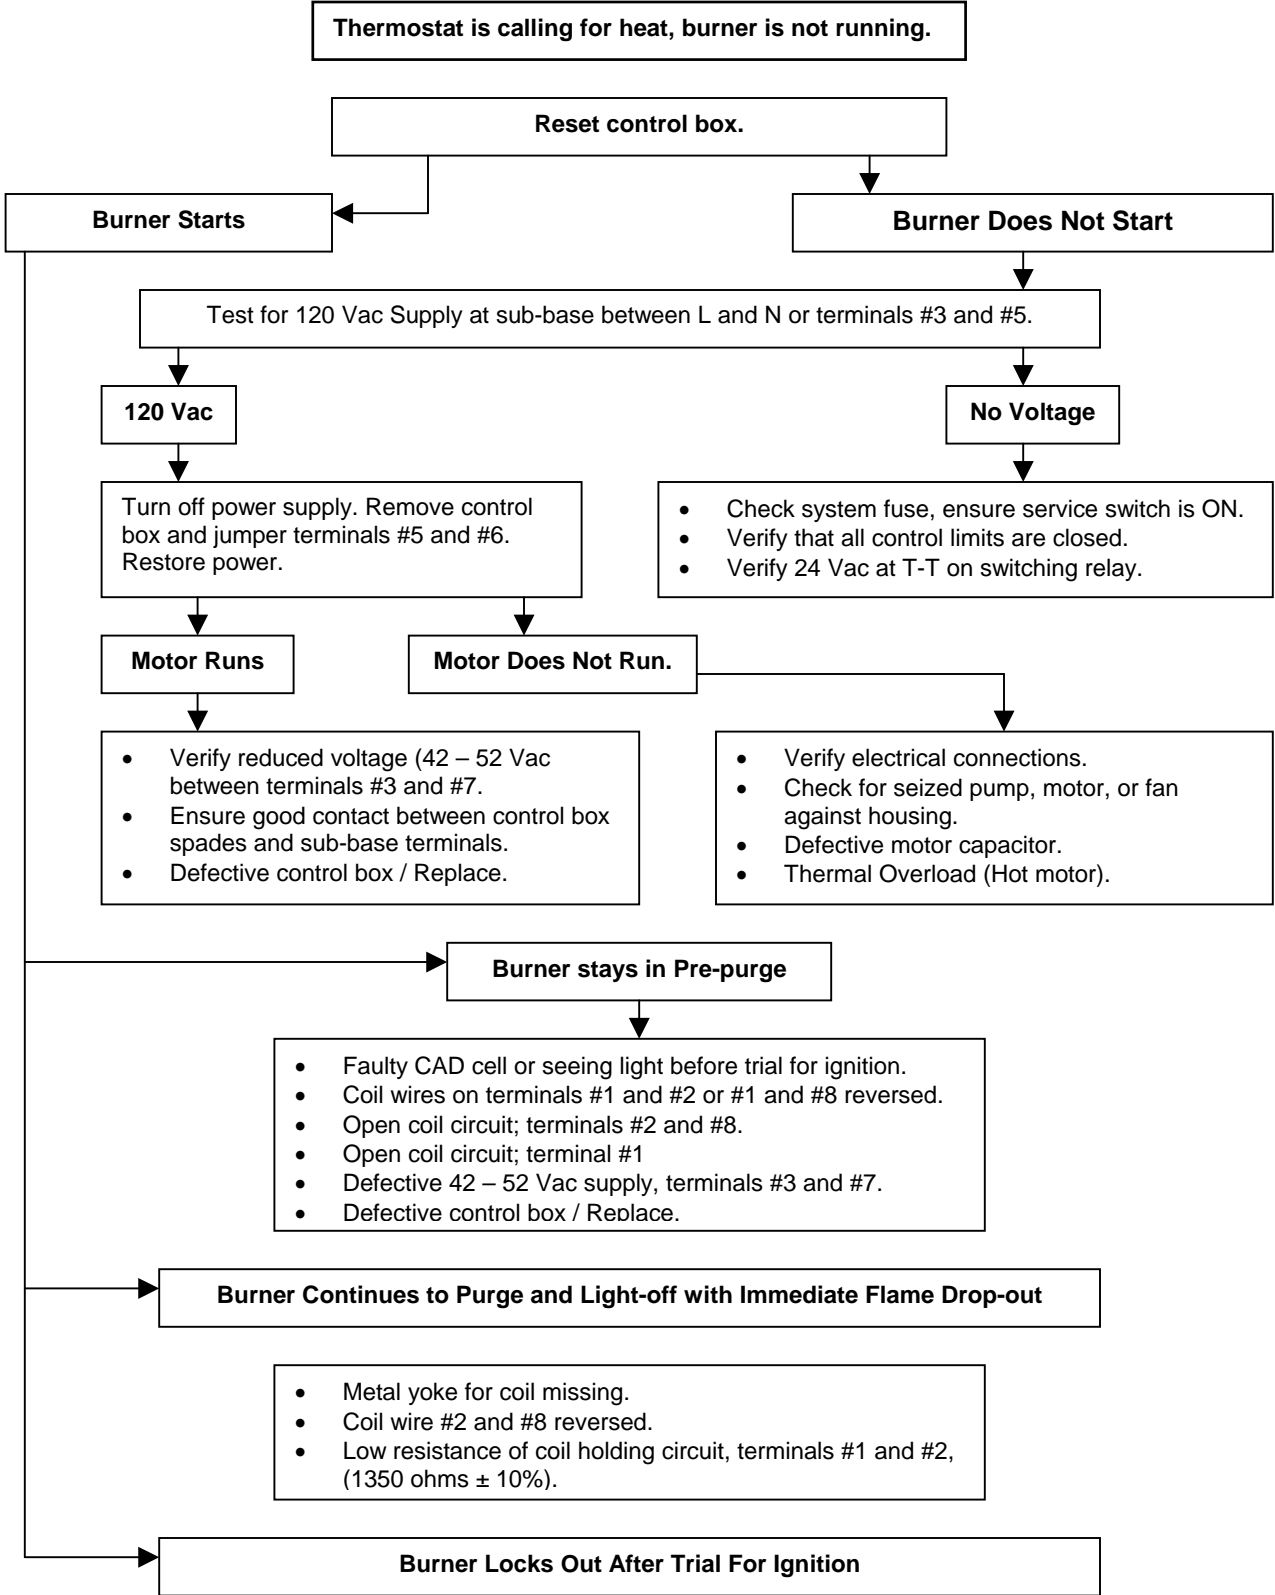 Thermostat is calling for heat, burner is not running.
Reset control box.
Burner Starts
Burner Does Not Start
Test for 120 Vac Supply at sub-base between L and N or terminals #3 and #5.
120 Vac
No Voltage
Turn off power supply. Remove control
box and jumper terminals #5 and #6.
Restore power.
• Check system fuse, ensure service switch is ON.
• Verify that all control limits are closed.
• Verify 24 Vac at T-T on switching relay.
Motor Runs
Motor Does Not Run.
• Verify reduced voltage (42 – 52 Vac
between terminals #3 and #7.
• Ensure good contact between control box
spades and sub-base terminals.
• Defective control box / Replace.
• Verify electrical connections.
• Check for seized pump, motor, or fan
against housing.
• Defective motor capacitor.
• Thermal Overload (Hot motor).
Burner stays in Pre-purge
• Faulty CAD cell or seeing light before trial for ignition.
• Coil wires on terminals #1 and #2 or #1 and #8 reversed.
• Open coil circuit; terminals #2 and #8.
• Open coil circuit; terminal #1
• Defective 42 – 52 Vac supply, terminals #3 and #7.
• Defective control box / Replace.
Burner Continues to Purge and Light-off with Immediate Flame Drop-out
• Metal yoke for coil missing.
• Coil wire #2 and #8 reversed.
• Low resistance of coil holding circuit, terminals #1 and #2,
(1350 ohms ± 10%).
Burner Locks Out After Trial For Ignition